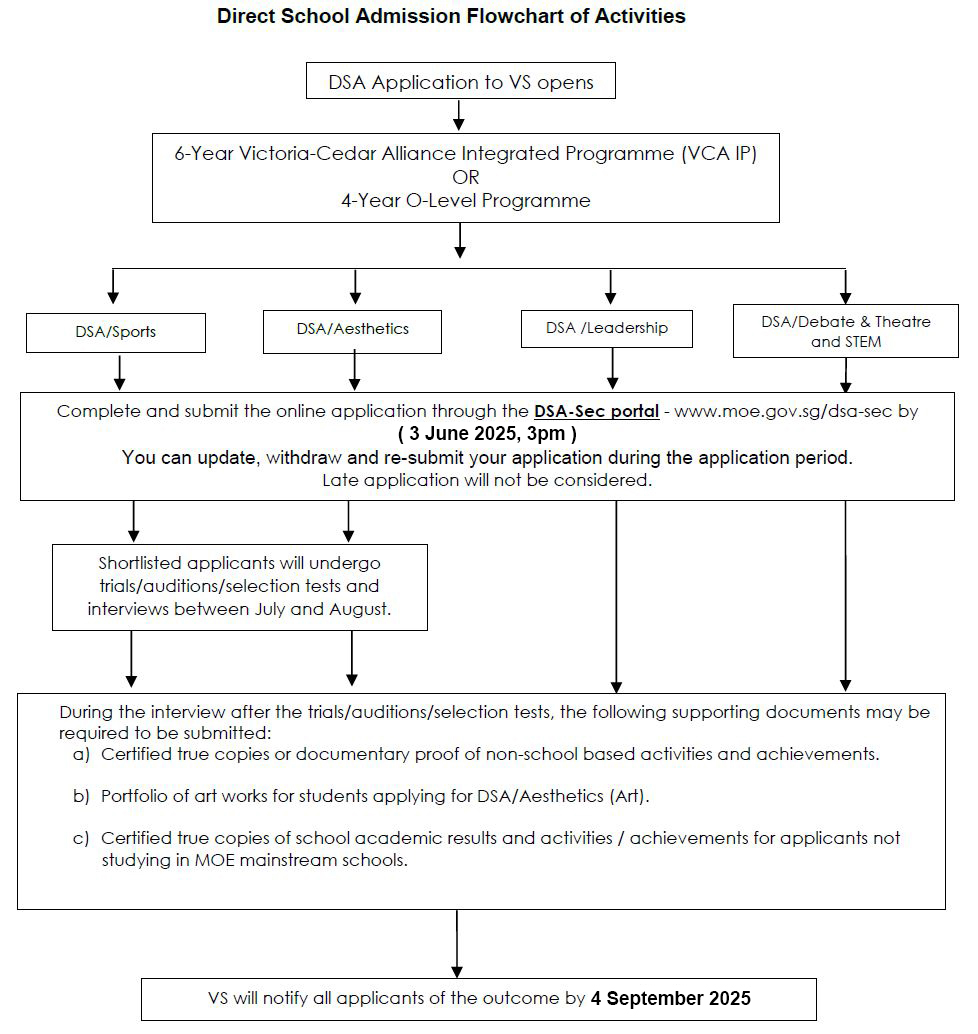 Direct School Admission Flowchart of Activities
DSA Application to VS opens
6-Year Victoria-Cedar Alliance Integrated Programme (VCA IP)
OR
4-Year O-Level Programme
DSA/Sports
DSA/Aesthetics
DSA /Leadership
DSA/Debate & Theatre
and STEM
Complete and submit the online application through the DSA-Sec portal - www.moe.gov.sg/dsa-sec by
( 3 June 2025, 3pm )
You can update, withdraw and re-submit your application during the application period.
Late application will not be considered.
Shortlisted applicants will undergo
trials/auditions/selection tests and
interviews between July and August.
During the interview after the trials/auditions/selection tests, the following supporting documents may be
required to be submitted:
a) Certified true copies or documentary proof of non-school based activities and achievements.
b) Portfolio of art works for students applying for DSA/Aesthetics (Art).
c) Certified true copies of school academic results and activities / achievements for applicants not
studying in MOE mainstream schools.
VS will notify all applicants of the outcome by 4 September 2025